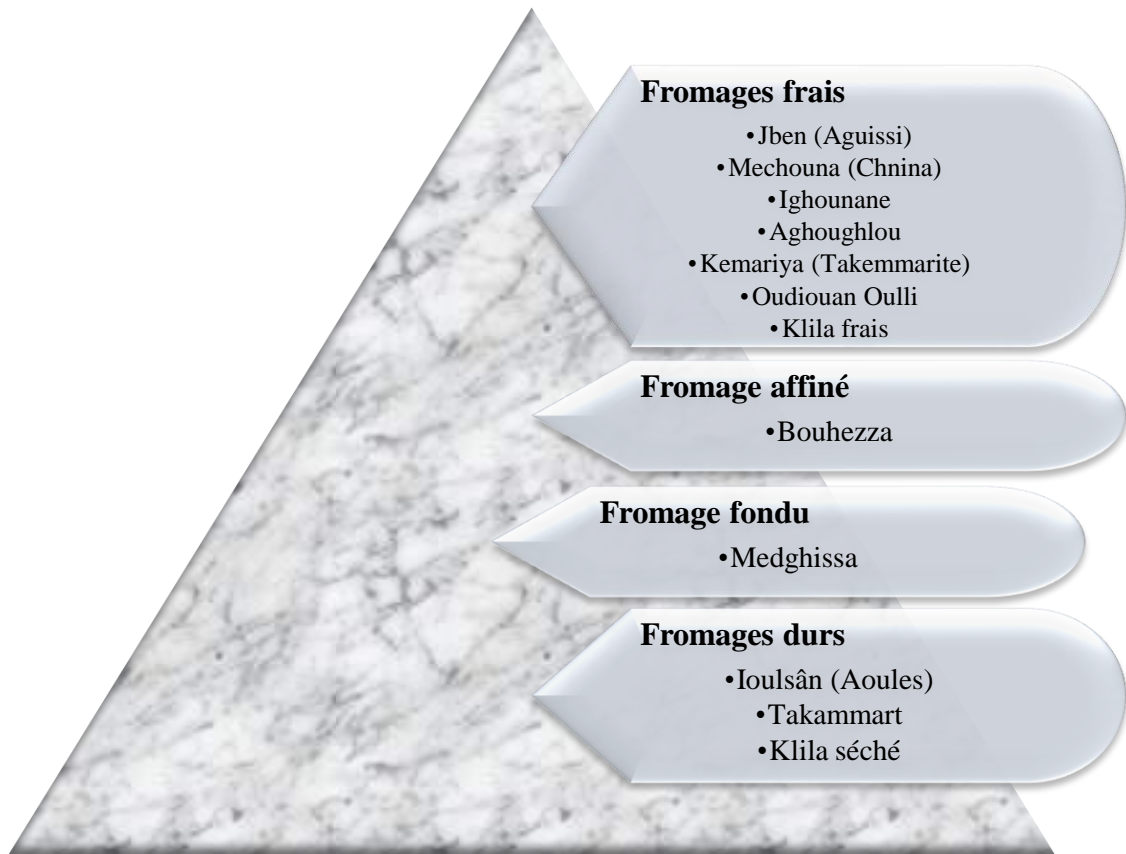 Fromages frais
•Jben (Aguissi)
•Mechouna (Chnina)
•Ighounane
•Aghoughlou
•Kemariya (Takemmarite)
•Oudiouan Oulli
•Klila frais
Fromage affiné
•Bouhezza
Fromage fondu
•Medghissa
Fromages durs
•Ioulsân (Aoules)
•Takammart
•Klila séché